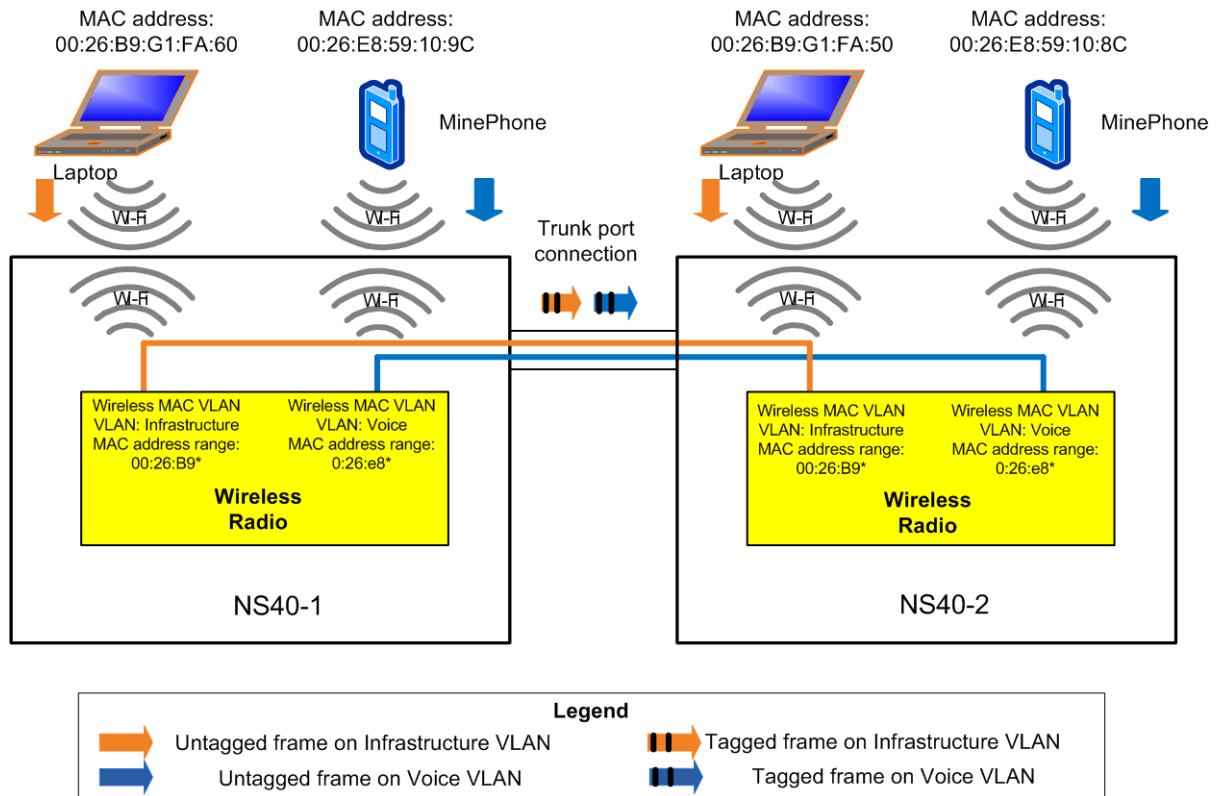 MAC address:
00:26:B9:G1:FA:60
MAC address:
00:26:E8:59:10:9C
MAC address:
00:26:B9:G1:FA:50
MAC address:
00:26:E8:59:10:8C
MinePhone
MinePhone
Laptop
Laptop
Wi-Fi
Wi-Fi
Wi-Fi
Wi-Fi
Trunk port
connection
Wi-Fi
Wi-Fi
Wi-Fi
Wi-Fi
Wireless MAC VLAN
VLAN: Infrastructure
MAC address range:
00:26:B9*
Wireless MAC VLAN
VLAN: Voice
MAC address range:
0:26:e8*
Wireless
Radio
Wireless MAC VLAN
VLAN: Infrastructure
MAC address range:
00:26:B9*
Wireless MAC VLAN
VLAN: Voice
MAC address range:
0:26:e8*
Wireless
Radio
NS40-1
NS40-2
Legend
Untagged frame on Infrastructure VLAN
Tagged frame on Infrastructure VLAN
Untagged frame on Voice VLAN
Tagged frame on Voice VLAN